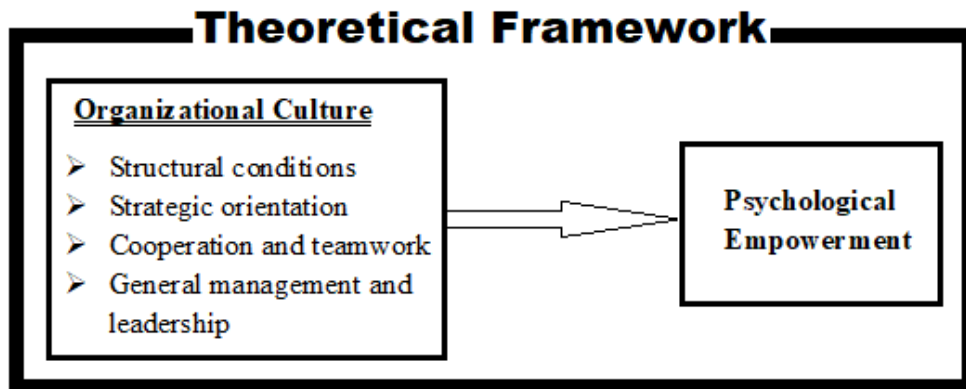 Theoretical Framework
Organizational Culture
➢ Structural conditions
➢ Strategic orientation
➢ Cooperation and teamwork
➢ General management and
leadership
Psychological
Empowerment